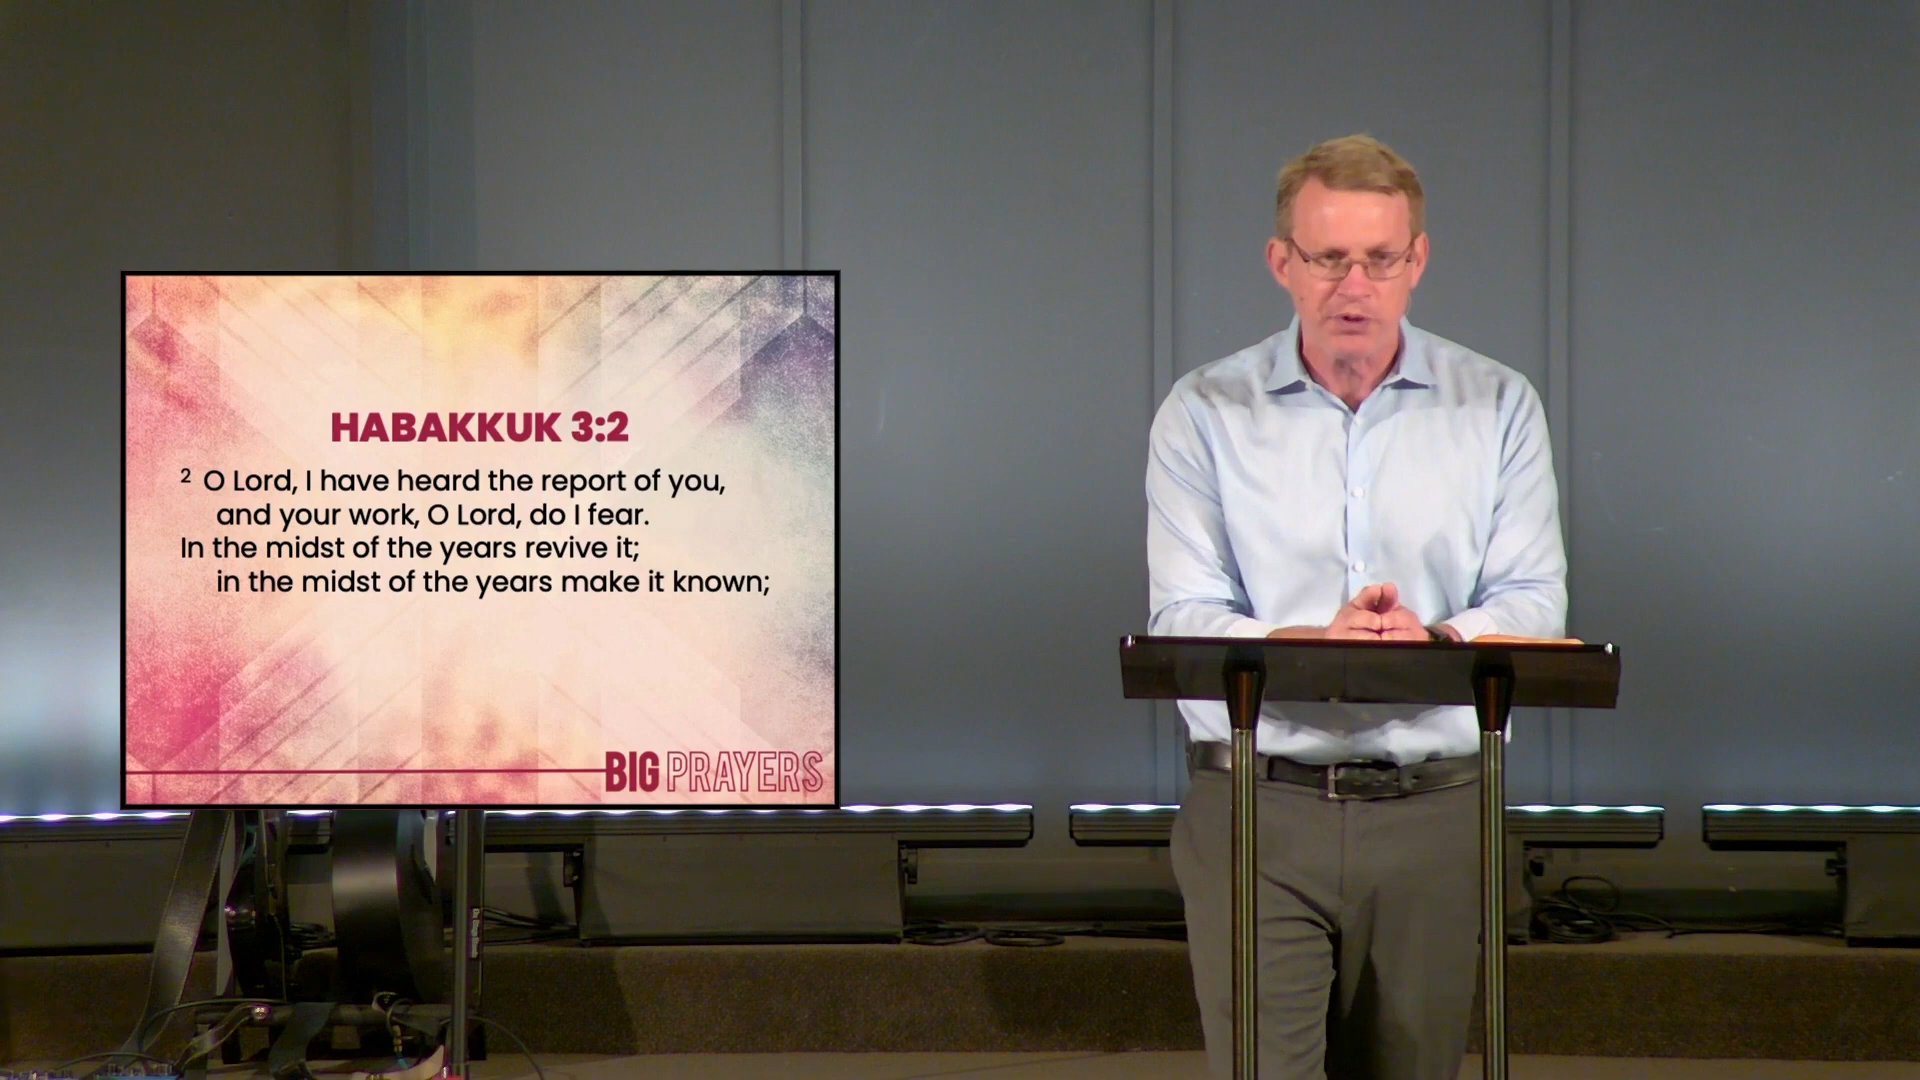 HABAKKUK 3:2
2 O Lord, I have heard the report of you,
and your work, O Lord, do I fear.
In the midst of the years revive it;
in the midst of the years make it known;
BIG PRAYERS